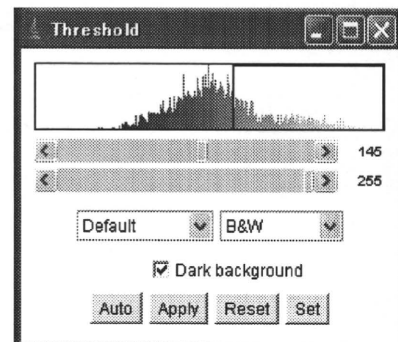 Threshold
145
255
Default B&W
Dark background
Auto Apply Reset Set